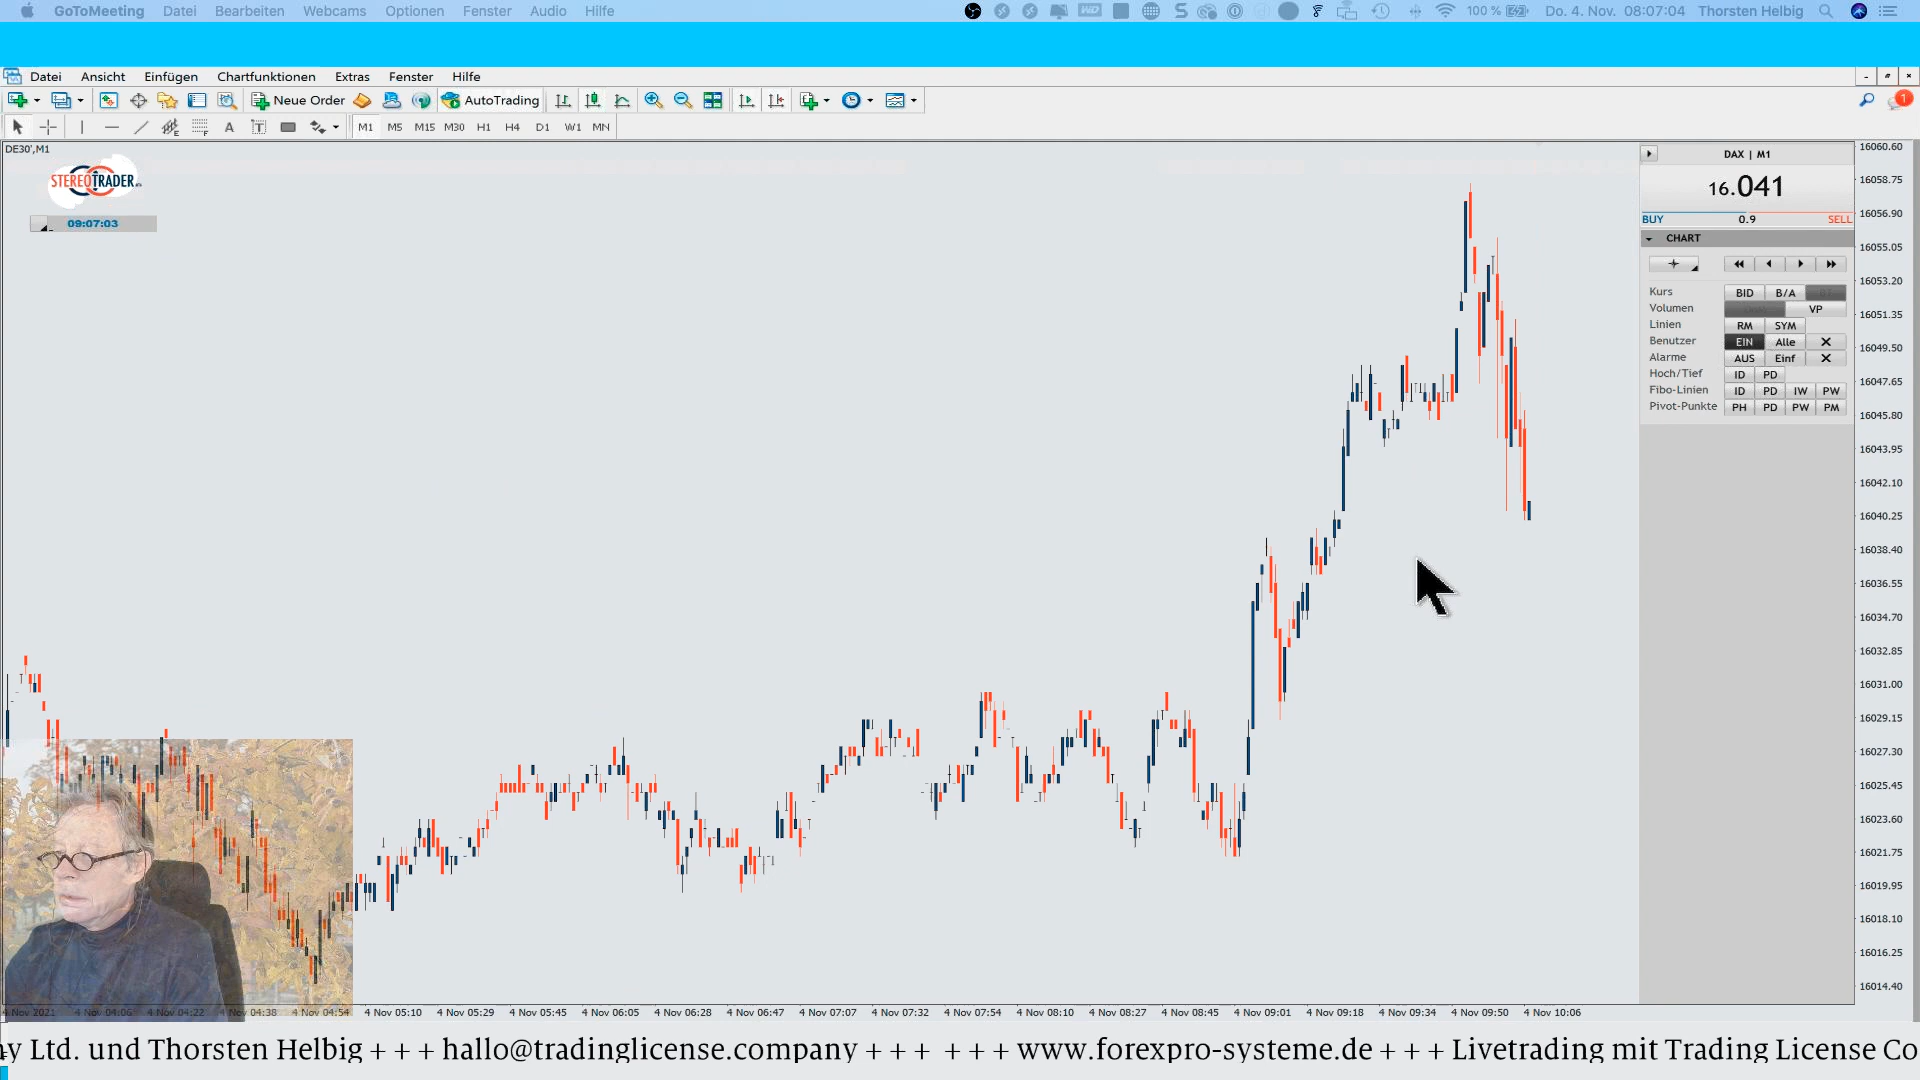 GoToMeeting Datei Bearbeiten Webcams Optionen Fenster Audio Hilfe 100 % Do. 4. Nov. 08:07:04 Thorsten Helbig
Datei Ansicht Einfügen Chartfunktionen Extras Fenster Hilfe
Neue Order AutoTrading 1
A T M1 M5 M15 M30 H1 H4 D1 W1 MN
DE30',M1
STEREOTRADER
09:07:03
DAX | M1
16.041
BUY 0.9 SELL
CHART
Kurs BID B/A
Volumen VP
Linien RM SYM
Benutzer EIN Alle X
Alarme AUS Einf X
Hoch/Tief ID PD
Fibo-Linien ID PD IW PW
Pivot-Punkte PH PD PW PM
16060.60
16058.75
16056.90
16055.05
16053.20
16051.35
16049.50
16047.65
16045.80
16043.95
16042.10
16040.25
16038.40
16036.55
16034.70
16032.85
16031.00
16029.15
16027.30
16025.45
16023.60
16021.75
16019.95
16018.10
16016.25
16014.40
4 Nov 2021 4 Nov 04:06 4 Nov 04:22 4 Nov 04:38 4 Nov 04:54 4 Nov 05:10 4 Nov 05:29 4 Nov 05:45 4 Nov 06:05 4 Nov 06:28 4 Nov 06:47 4 Nov 07:07 4 Nov 07:32 4 Nov 07:54 4 Nov 08:10 4 Nov 08:27 4 Nov 08:45 4 Nov 09:01 4 Nov 09:18 4 Nov 09:34 4 Nov 09:50 4 Nov 10:06
y Ltd. und Thorsten Helbig + + + hallo@tradinglicense.company + + + + + + www.forexpro-systeme.de + + + Livetrading mit Trading License Co